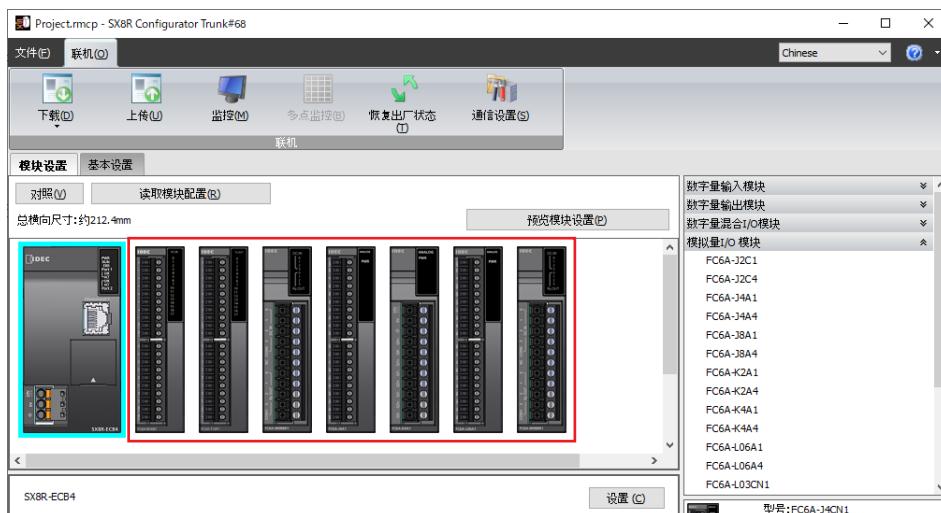 Project.rmcp - SX8R Configurator Trunk#68
文件(F) 联机(O) Chinese
下载(D) 上传(U) 监控(M) 多点监控(B) 恢复出厂状态(T) 通信设置(S)
联机
模块设置 基本设置
对照(V) 读取模块配置(R)
总横向尺寸:约212.4mm
预览模块设置(P)
IDEC
SX8R-ECB4
数字量输入模块
数字量输出模块
数字量混合I/O模块
模拟量I/O 模块
FC6A-J2C1
FC6A-J2C4
FC6A-J4A1
FC6A-J4A4
FC6A-J8A1
FC6A-J8A4
FC6A-K2A1
FC6A-K2A4
FC6A-K4A1
FC6A-K4A4
FC6A-L06A1
FC6A-L06A4
FC6A-L03CN1
SX8R-ECB4 设置 (C)
型号:FC6A-J4CN1